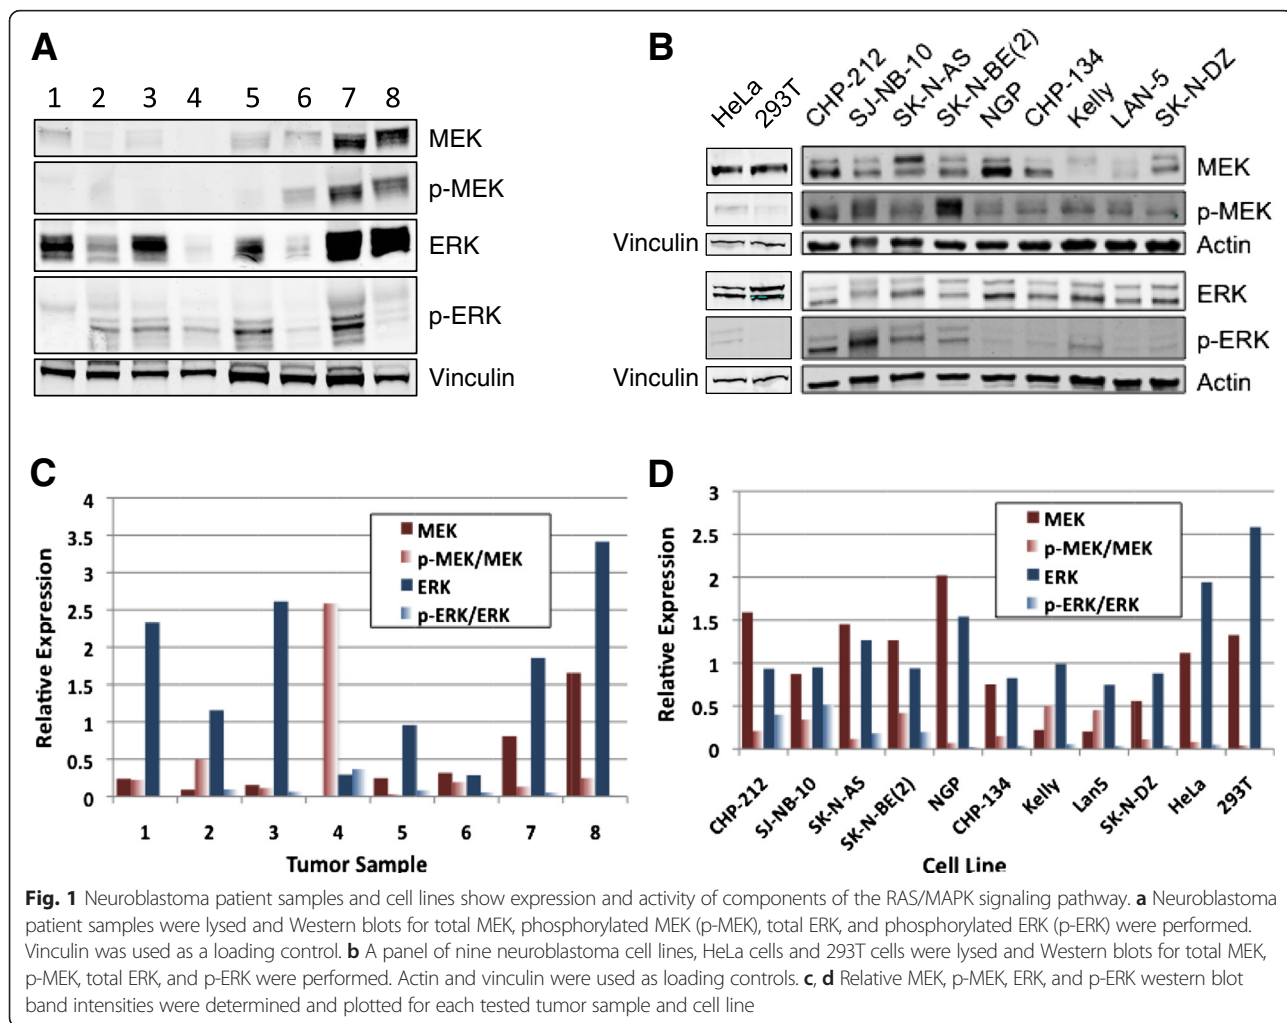 A
1 2 3 4 5 6 7 8
MEK
p-MEK
ERK
p-ERK
Vinculin
B
HeLa 293T CHP-212 SJ-NB-10 SK-N-AS SK-N-BE(2) NGP CHP-134 Kelly LAN-5 SK-N-DZ
MEK
p-MEK
Vinculin Actin
ERK
p-ERK
Vinculin Actin
C
Relative Expression
4
3.5
3
2.5
2
1.5
1
0.5
0
MEK
p-MEK/MEK
ERK
p-ERK/ERK
1 2 3 4 5 6 7 8
Tumor Sample
D
Relative Expression
3
2.5
2
1.5
1
0.5
0
MEK
p-MEK/MEK
ERK
p-ERK/ERK
CHP-212 SJ-NB-10 SK-N-AS SK-N-BE(2) NGP CHP-134 Kelly Lan5 SK-N-DZ HeLa 293T
Cell Line
Fig. 1 Neuroblastoma patient samples and cell lines show expression and activity of components of the RAS/MAPK signaling pathway. a Neuroblastoma
patient samples were lysed and Western blots for total MEK, phosphorylated MEK (p-MEK), total ERK, and phosphorylated ERK (p-ERK) were performed.
Vinculin was used as a loading control. b A panel of nine neuroblastoma cell lines, HeLa cells and 293T cells were lysed and Western blots for total MEK,
p-MEK, total ERK, and p-ERK were performed. Actin and vinculin were used as loading controls. c, d Relative MEK, p-MEK, ERK, and p-ERK western blot
band intensities were determined and plotted for each tested tumor sample and cell line